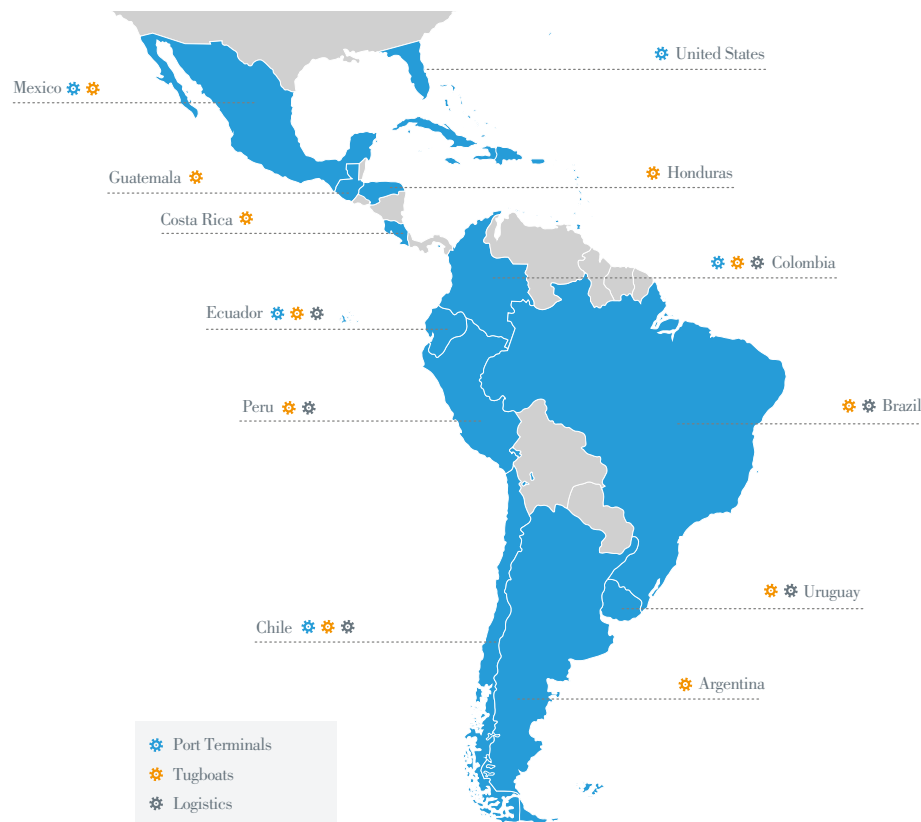 United States
Mexico
Honduras
Guatemala
Costa Rica
Colombia
Ecuador
Peru
Brazil
Uruguay
Chile
Argentina
Port Terminals
Tugboats
Logistics